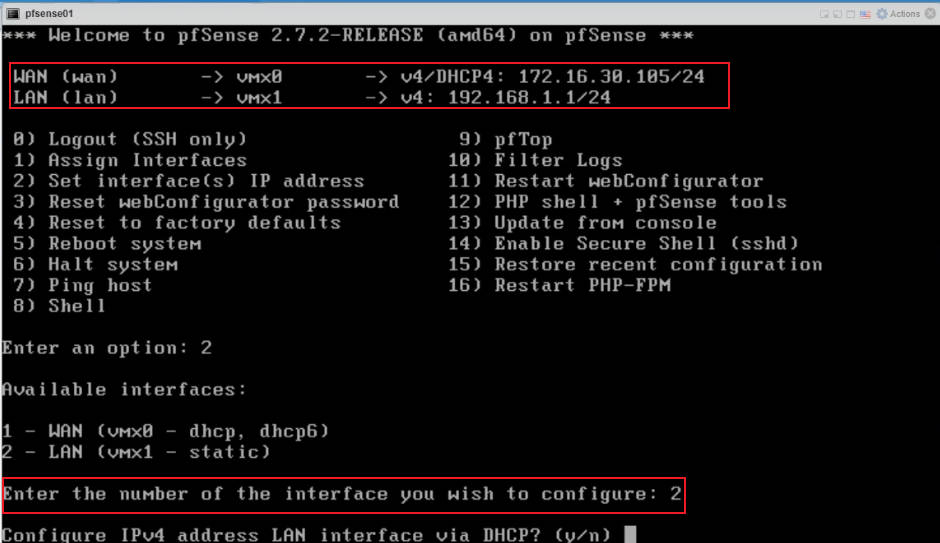 pfsense01
Actions
*** Welcome to pfSense 2.7.2-RELEASE (amd64) on pfSense ***
WAN (wan) -> vmx0 -> v4/DHCP4: 172.16.30.105/24
LAN (lan) -> vmx1 -> v4: 192.168.1.1/24
0) Logout (SSH only) 9) pfTop
1) Assign Interfaces 10) Filter Logs
2) Set interface(s) IP address 11) Restart webConfigurator
3) Reset webConfigurator password 12) PHP shell + pfSense tools
4) Reset to factory defaults 13) Update from console
5) Reboot system 14) Enable Secure Shell (sshd)
6) Halt system 15) Restore recent configuration
7) Ping host 16) Restart PHP-FPM
8) Shell
Enter an option: 2
Available interfaces:
1 - WAN (vmx0 - dhcp, dhcp6)
2 - LAN (vmx1 - static)
Enter the number of the interface you wish to configure: 2
Configure IPv4 address LAN interface via DHCP? (y/n)